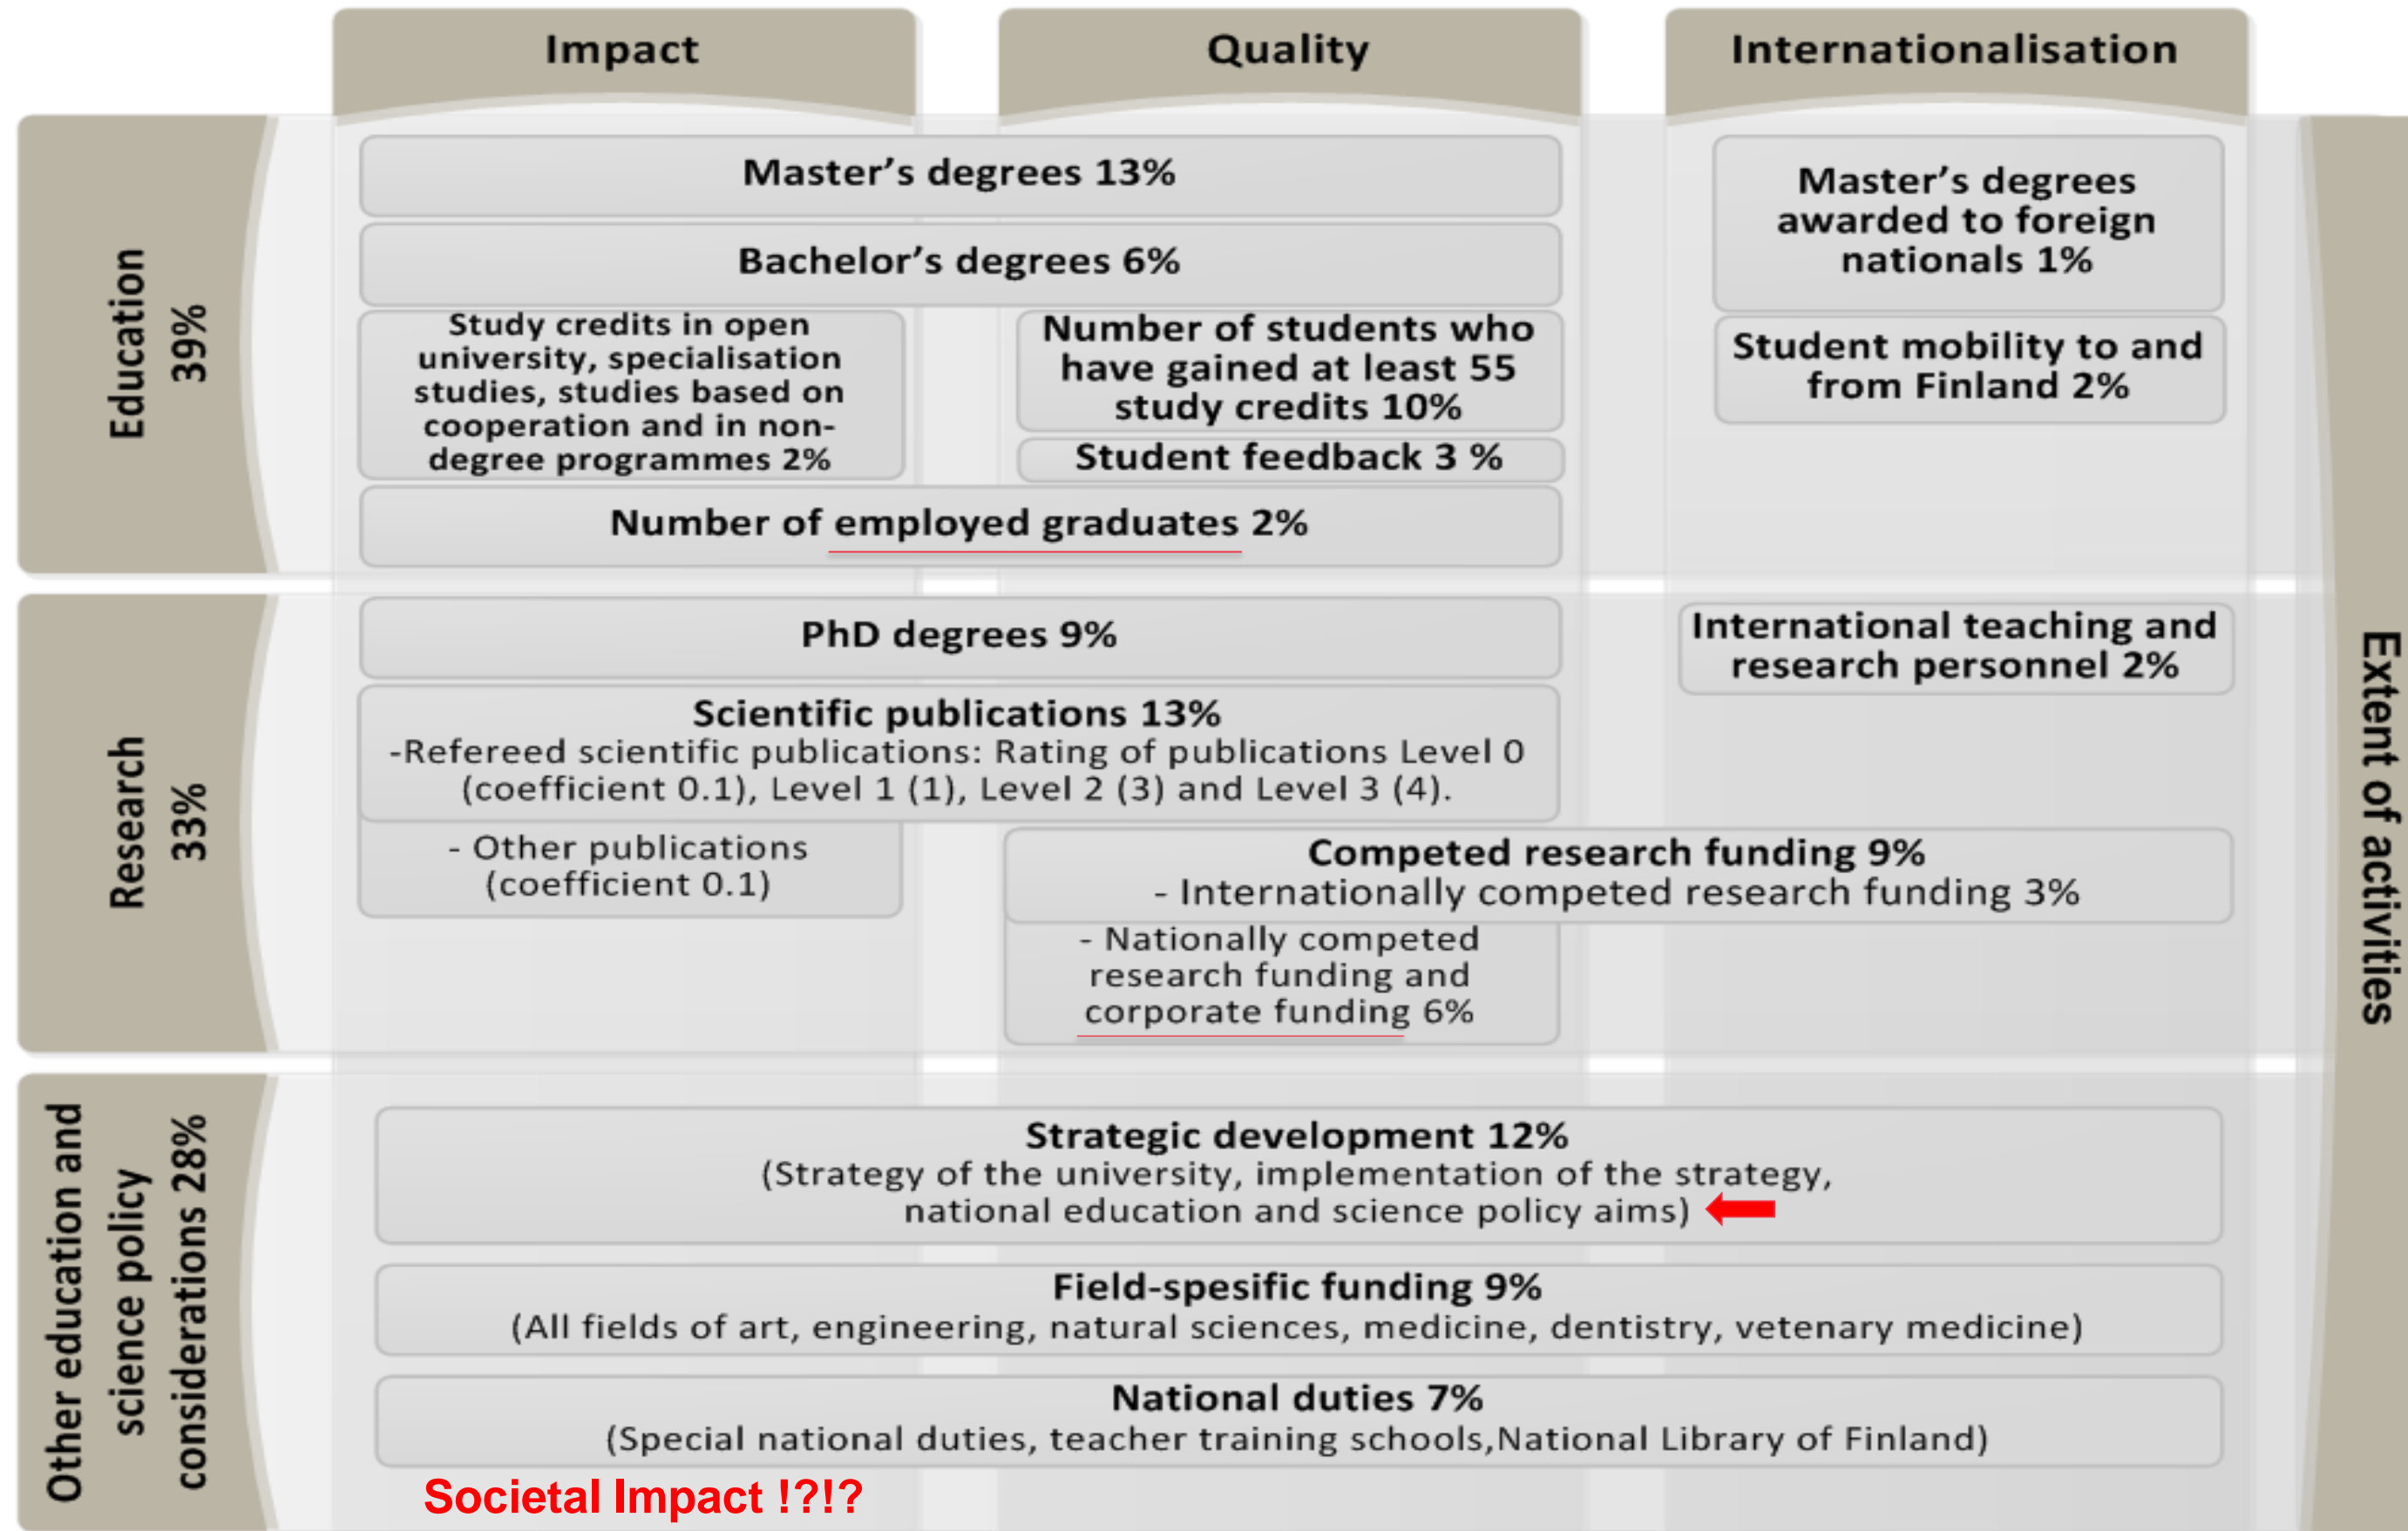 Impact
Quality
Internationalisation
Education
39%
Master’s degrees 13%
Bachelor’s degrees 6%
Study credits in open
university, specialisation
studies, studies based on
cooperation and in non-
degree programmes 2%
Number of students who
have gained at least 55
study credits 10%
Student feedback 3 %
Number of employed graduates 2%
Master’s degrees
awarded to foreign
nationals 1%
Student mobility to and
from Finland 2%
Research
33%
PhD degrees 9%
Scientific publications 13%
-Refereed scientific publications: Rating of publications Level 0
(coefficient 0.1), Level 1 (1), Level 2 (3) and Level 3 (4).
- Other publications
(coefficient 0.1)
International teaching and
research personnel 2%
Competed research funding 9%
- Internationally competed research funding 3%
- Nationally competed
research funding and
corporate funding 6%
Other education and
science policy
considerations 28%
Strategic development 12%
(Strategy of the university, implementation of the strategy,
national education and science policy aims)
Field-spesific funding 9%
(All fields of art, engineering, natural sciences, medicine, dentistry, vetenary medicine)
National duties 7%
(Special national duties, teacher training schools,National Library of Finland)
Societal Impact !?!?
Extent of activities